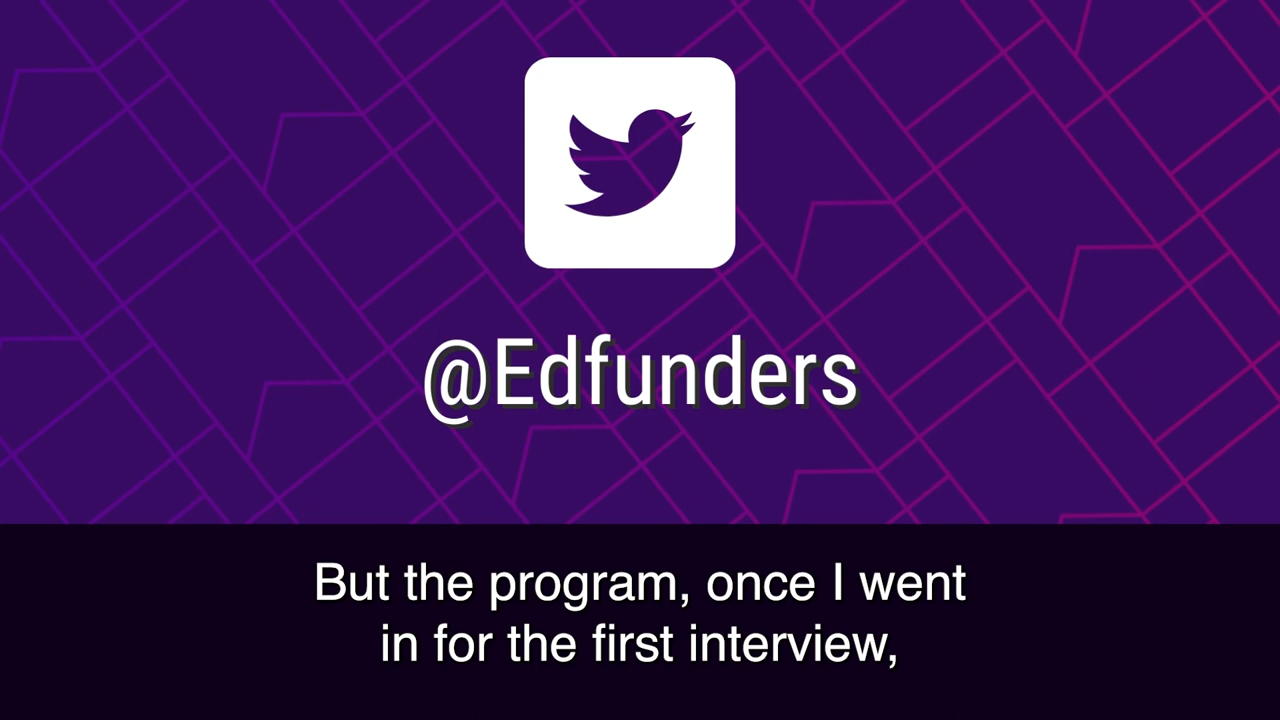 @Edfunders
But the program, once I went
in for the first interview,